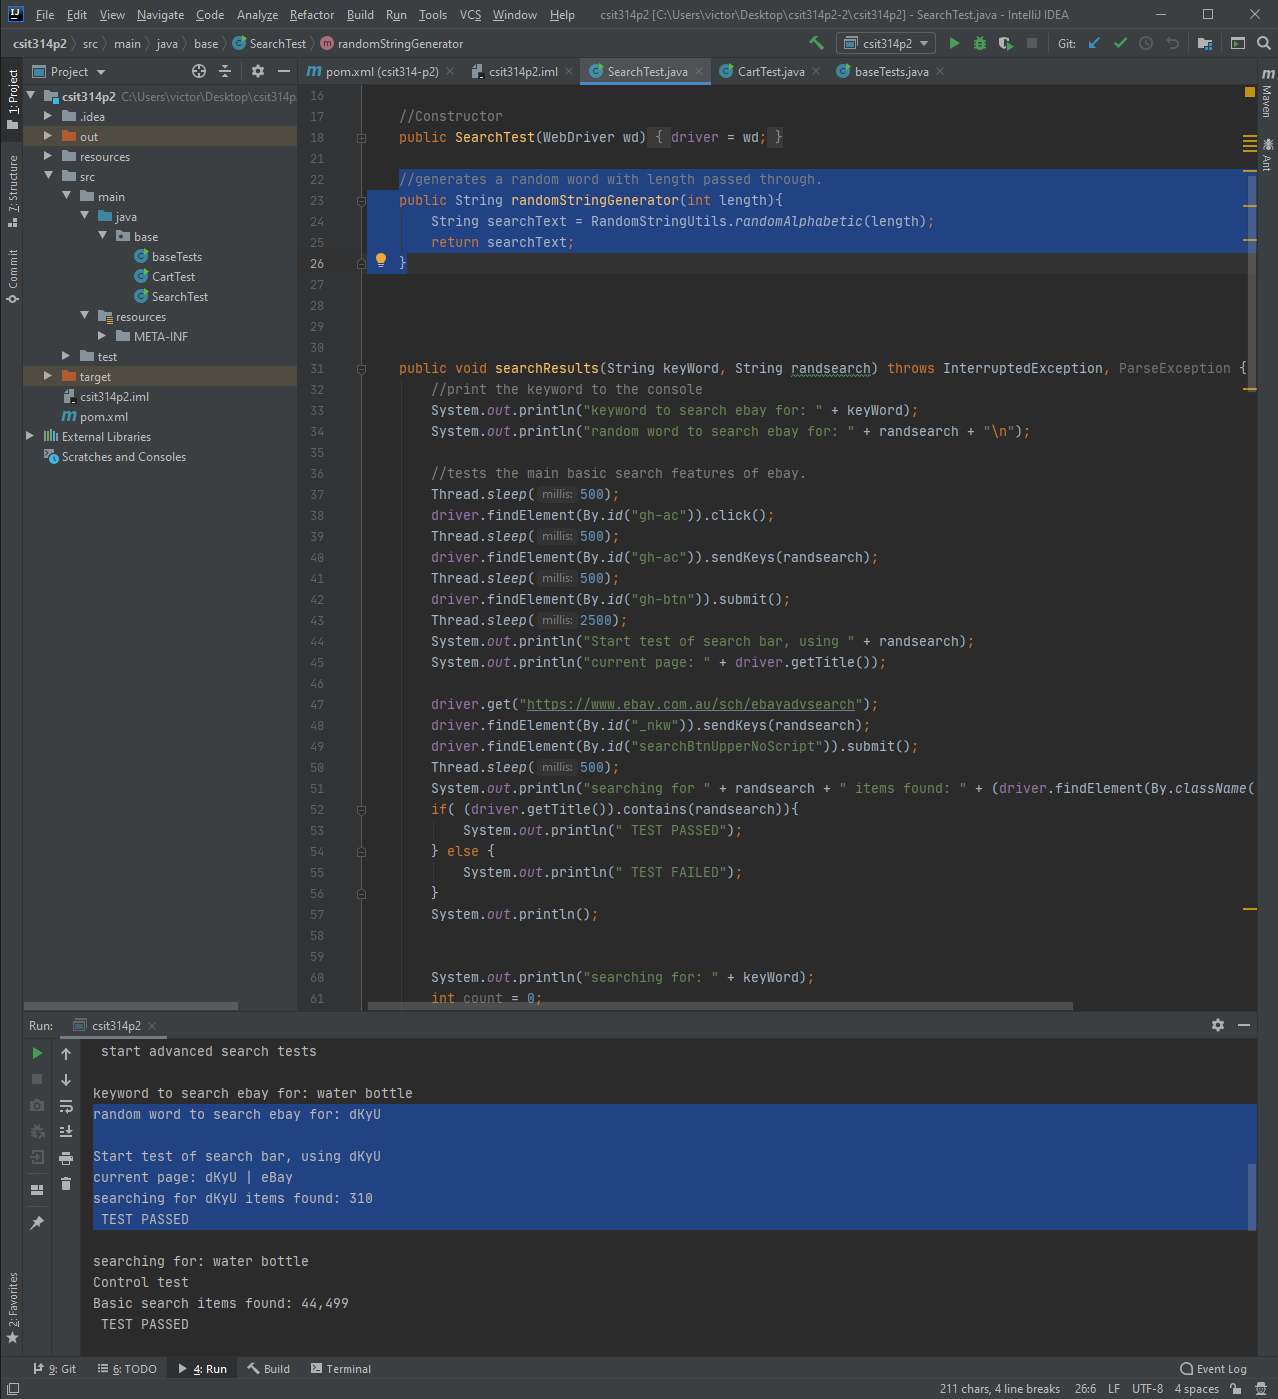 File Edit View Navigate Code Analyze Refactor Build Run Tools VCS Window Help csit314p2 [C:\Users\victor\Desktop\csit314p2-2\csit314p2] - SearchTest.java - IntelliJ IDEA
csit314p2 src main java base SearchTest randomStringGenerator csit314p2 Git:
Project pom.xml (csit314-p2) csit314p2.iml SearchTest.java CartTest.java baseTests.java
csit314p2 C:\Users\victor\Desktop\csit314p
.idea
out
resources
src
main
java
base
baseTests
CartTest
SearchTest
resources
META-INF
test
target
csit314p2.iml
pom.xml
External Libraries
Scratches and Consoles
1: Project
7: Structure
Commit
2: Favorites
Maven
Ant
16
17 //Constructor
18 public SearchTest(WebDriver wd) { driver = wd; }
21
22 //generates a random word with length passed through.
23 public String randomStringGenerator(int length){
24 String searchText = RandomStringUtils.randomAlphabetic(length);
25 return searchText;
26 }
27
28
29
30
31 public void searchResults(String keyWord, String randsearch) throws InterruptedException, ParseException {
32 //print the keyword to the console
33 System.out.println("keyword to search ebay for: " + keyWord);
34 System.out.println("random word to search ebay for: " + randsearch + "\n");
35
36 //tests the main basic search features of ebay.
37 Thread.sleep( millis: 500);
38 driver.findElement(By.id("gh-ac")).click();
39 Thread.sleep( millis: 500);
40 driver.findElement(By.id("gh-ac")).sendKeys(randsearch);
41 Thread.sleep( millis: 500);
42 driver.findElement(By.id("gh-btn")).submit();
43 Thread.sleep( millis: 2500);
44 System.out.println("Start test of search bar, using " + randsearch);
45 System.out.println("current page: " + driver.getTitle());
46
47 driver.get("https://www.ebay.com.au/sch/ebayadvsearch");
48 driver.findElement(By.id("_nkw")).sendKeys(randsearch);
49 driver.findElement(By.id("searchBtnUpperNoScript")).submit();
50 Thread.sleep( millis: 500);
51 System.out.println("searching for " + randsearch + " items found: " + (driver.findElement(By.className(
52 if( (driver.getTitle()).contains(randsearch)){
53 System.out.println(" TEST PASSED");
54 } else {
55 System.out.println(" TEST FAILED");
56 }
57 System.out.println();
58
59
60 System.out.println("searching for: " + keyWord);
61 int count = 0;
Run: csit314p2
start advanced search tests
keyword to search ebay for: water bottle
random word to search ebay for: dKyU
Start test of search bar, using dKyU
current page: dKyU | eBay
searching for dKyU items found: 310
TEST PASSED
searching for: water bottle
Control test
Basic search items found: 44,499
TEST PASSED
9: Git 6: TODO 4: Run Build Terminal Event Log
211 chars, 4 line breaks 26:6 LF UTF-8 4 spaces